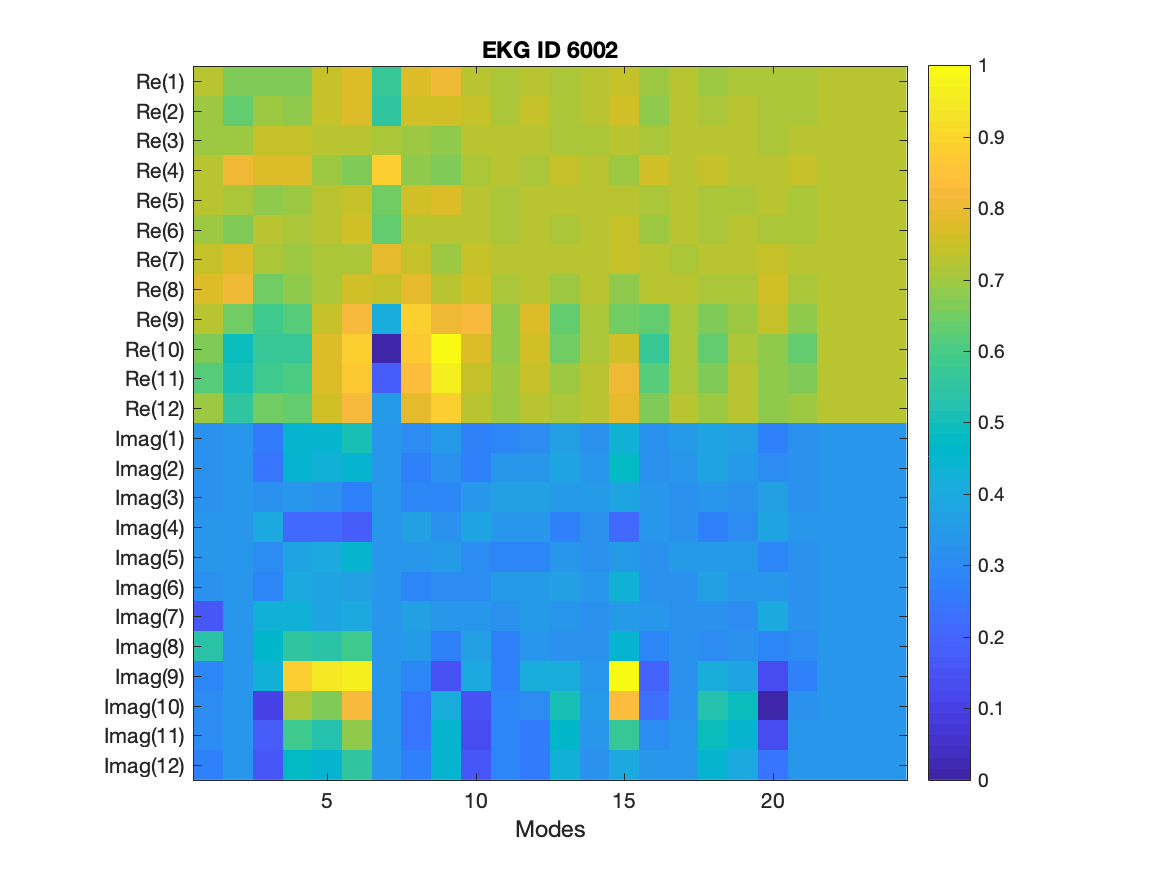 EKG ID 6002
Re(1)
Re(2)
Re(3)
Re(4)
Re(5)
Re(6)
Re(7)
Re(8)
Re(9)
Re(10)
Re(11)
Re(12)
Imag(1)
Imag(2)
Imag(3)
Imag(4)
Imag(5)
Imag(6)
Imag(7)
Imag(8)
Imag(9)
Imag(10)
Imag(11)
Imag(12)
5 10 15 20
Modes
1
0.9
0.8
0.7
0.6
0.5
0.4
0.3
0.2
0.1
0